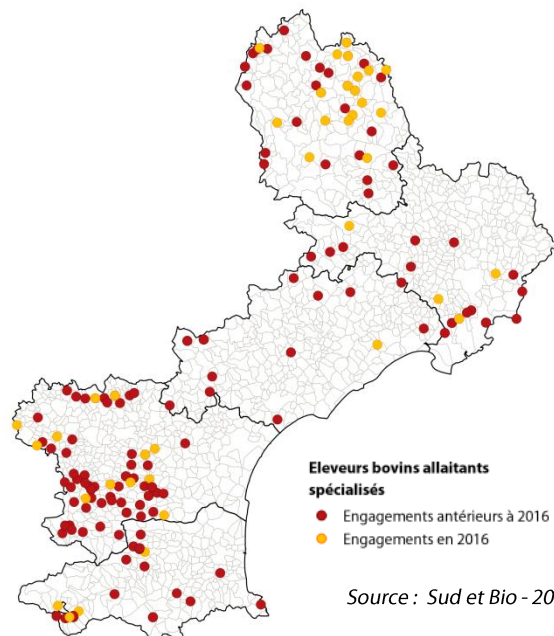 Eleveurs bovins allaitants
spécialisés
Engagements antérieurs à 2016
Engagements en 2016
Source : Sud et Bio - 20